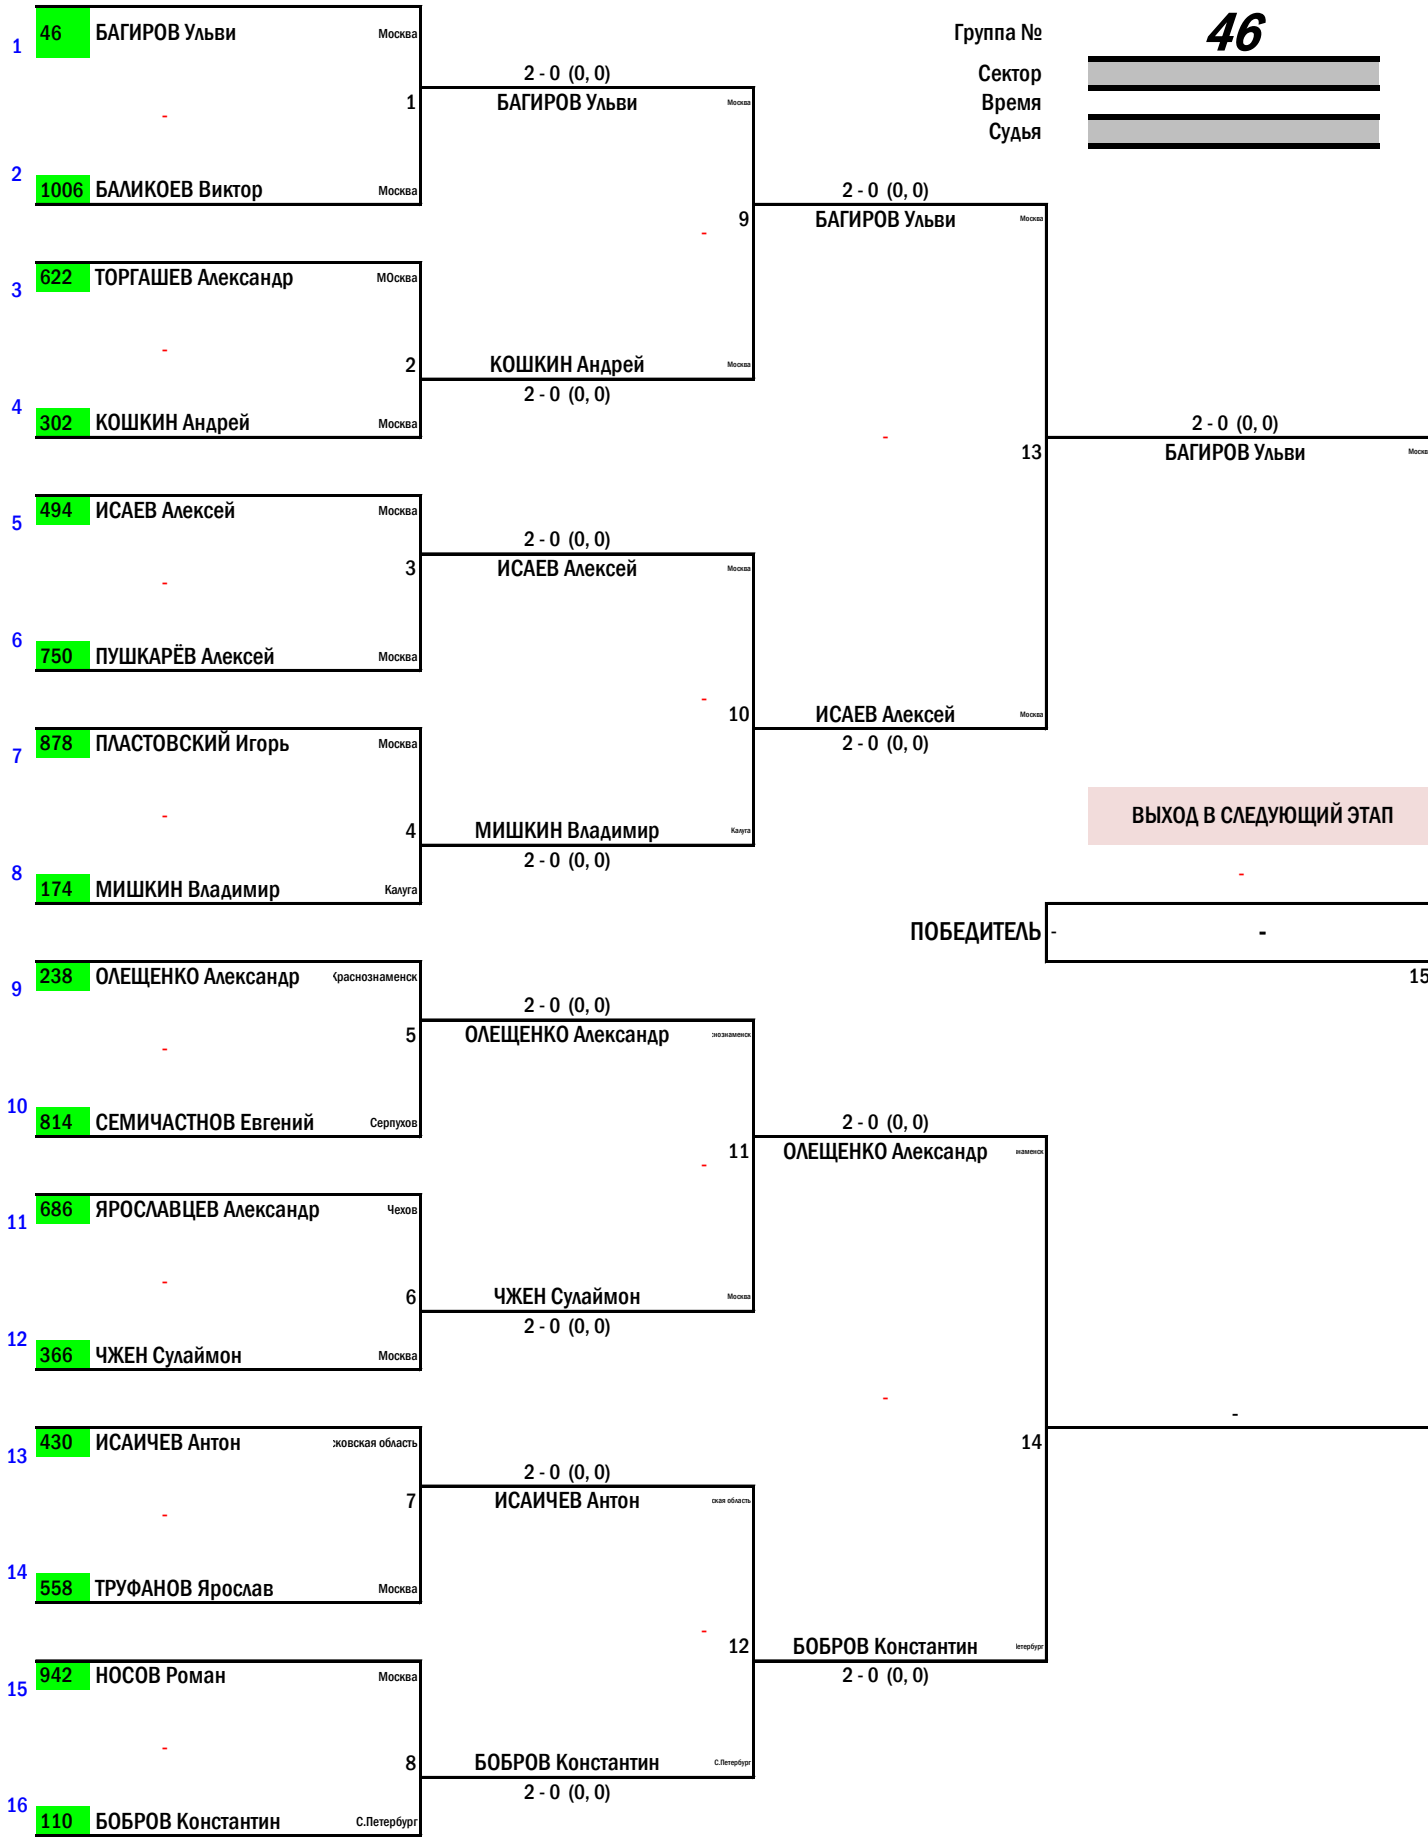 46 БАГИРОВ Ульви Москва
Группа № 46
1
2 - 0 (0, 0)
Сектор
1 БАГИРОВ Ульви Москва
Время
-
Судья
2
1006 БАЛИКОЕВ Виктор Москва
2 - 0 (0, 0)
9 БАГИРОВ Ульви Москва
-
622 ТОРГАШЕВ Александр МОсква
3
-
2 КОШКИН Андрей Москва
2 - 0 (0, 0)
4
302 КОШКИН Андрей Москва
2 - 0 (0, 0)
-
13 БАГИРОВ Ульви
494 ИСАЕВ Алексей Москва
5
2 - 0 (0, 0)
3 ИСАЕВ Алексей Москва
-
6
750 ПУШКАРЁВ Алексей Москва
-
10 ИСАЕВ Алексей Москва
878 ПЛАСТОВСКИЙ Игорь Москва
2 - 0 (0, 0)
7
-
ВЫХОД В СЛЕДУЮЩИЙ ЭТАП
4 МИШКИН Владимир Калуга
2 - 0 (0, 0)
8
-
174 МИШКИН Владимир Калуга
ПОБЕДИТЕЛЬ - -
238 ОЛЕЩЕНКО Александр Краснознаменск
15
9
2 - 0 (0, 0)
5 ОЛЕЩЕНКО Александр
-
10
814 СЕМИЧАСТНОВ Евгений Серпухов
2 - 0 (0, 0)
11 ОЛЕЩЕНКО Александр
-
686 ЯРОСЛАВЦЕВ Александр Чехов
11
-
6 ЧЖЕН Сулаймон Москва
2 - 0 (0, 0)
12
366 ЧЖЕН Сулаймон Москва
-
-
430 ИСАИЧЕВ Антон ковская область
14
13
2 - 0 (0, 0)
7 ИСАИЧЕВ Антон ская область
-
14
558 ТРУФАНОВ Ярослав Москва
-
12 БОБРОВ Константин
942 НОСОВ Роман Москва
2 - 0 (0, 0)
15
-
8 БОБРОВ Константин С.Петербург
2 - 0 (0, 0)
16
110 БОБРОВ Константин С.Петербург